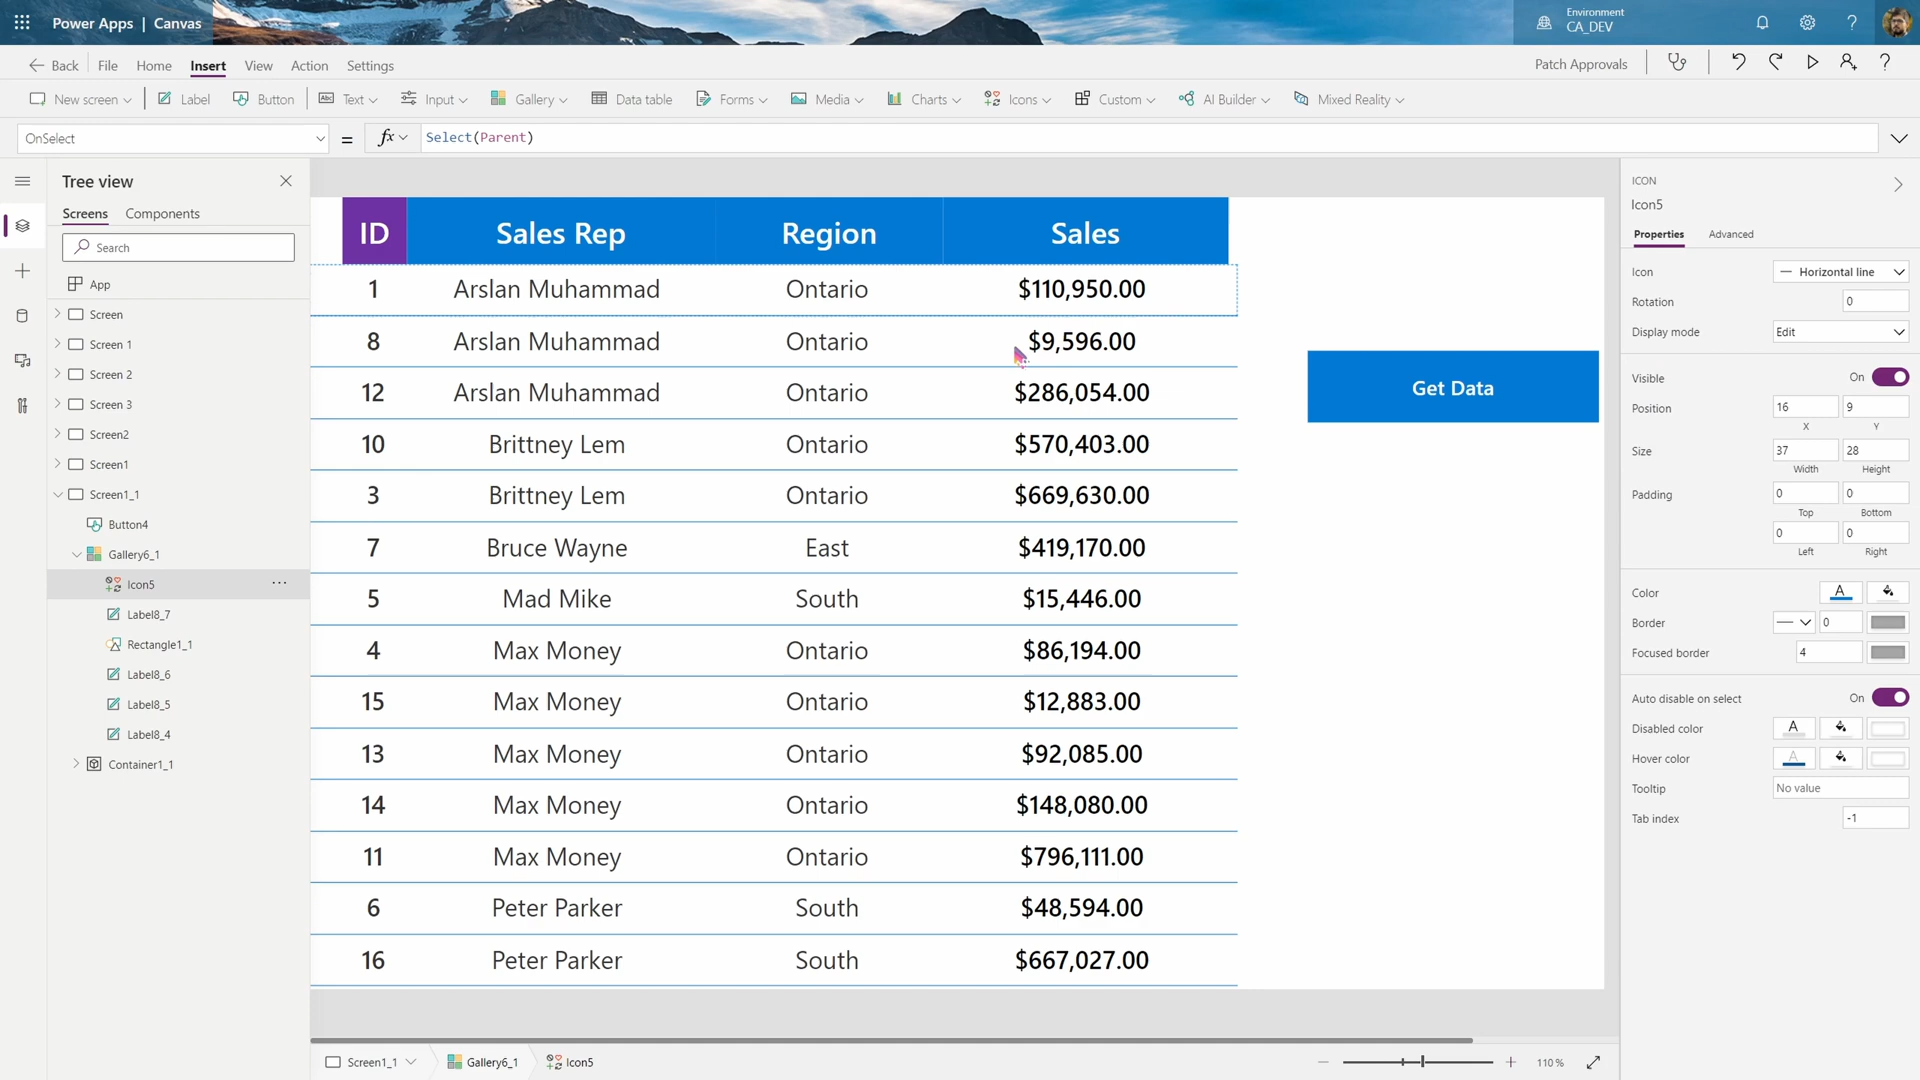 Power Apps | Canvas
Environment
CA_DEV
?
Back
File
Home
Insert
View
Action
Settings
Patch Approvals
?
New screen
Label
Button
Text
Input
Gallery
Data table
Forms
Media
Charts
Icons
Custom
AI Builder
Mixed Reality
OnSelect
=
fx
Select(Parent)
Tree view
Screens
Components
Search
App
Screen
Screen 1
Screen 2
Screen 3
Screen2
Screen1
Screen1_1
Button4
Gallery6_1
Icon5
...
Label8_7
Rectangle1_1
Label8_6
Label8_5
Label8_4
Container1_1
ID Sales Rep Region Sales
1 Arslan Muhammad Ontario $110,950.00
8 Arslan Muhammad Ontario $9,596.00
12 Arslan Muhammad Ontario $286,054.00
10 Brittney Lem Ontario $570,403.00
3 Brittney Lem Ontario $669,630.00
7 Bruce Wayne East $419,170.00
5 Mad Mike South $15,446.00
4 Max Money Ontario $86,194.00
15 Max Money Ontario $12,883.00
13 Max Money Ontario $92,085.00
14 Max Money Ontario $148,080.00
11 Max Money Ontario $796,111.00
6 Peter Parker South $48,594.00
16 Peter Parker South $667,027.00
Get Data
ICON
Icon5
Properties
Advanced
Icon Horizontal line
Rotation 0
Display mode Edit
Visible On
Position 16 9
X Y
Size 37 28
Width Height
Padding 0 0
Top Bottom
0 0
Left Right
Color A
Border 0
Focused border 4
Auto disable on select On
Disabled color A
Hover color A
Tooltip No value
Tab index -1
Screen1_1
Gallery6_1
Icon5
110 %